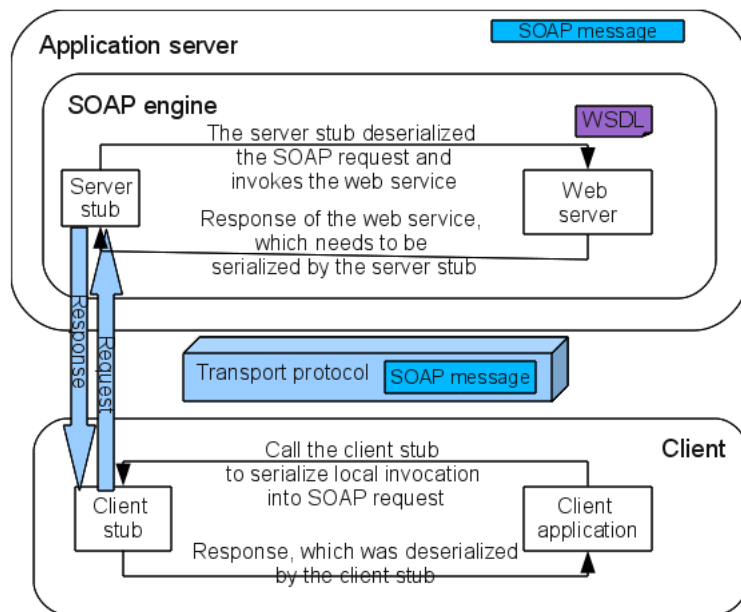 Application server
SOAP message
SOAP engine
WSDL
The server stub deserialized
the SOAP request and
invokes the web service
Server
stub
Web
server
Response of the web service,
which needs to be
serialized by the server stub
Response
Request
Transport protocol
SOAP message
Client
Call the client stub
to serialize local invocation
into SOAP request
Client
stub
Client
application
Response, which was deserialized
by the client stub